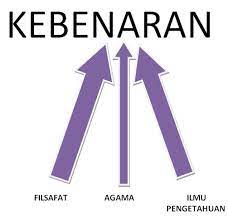 KEBENARAN
FILSAFAT
AGAMA
ILMU
PENGETAHUAN